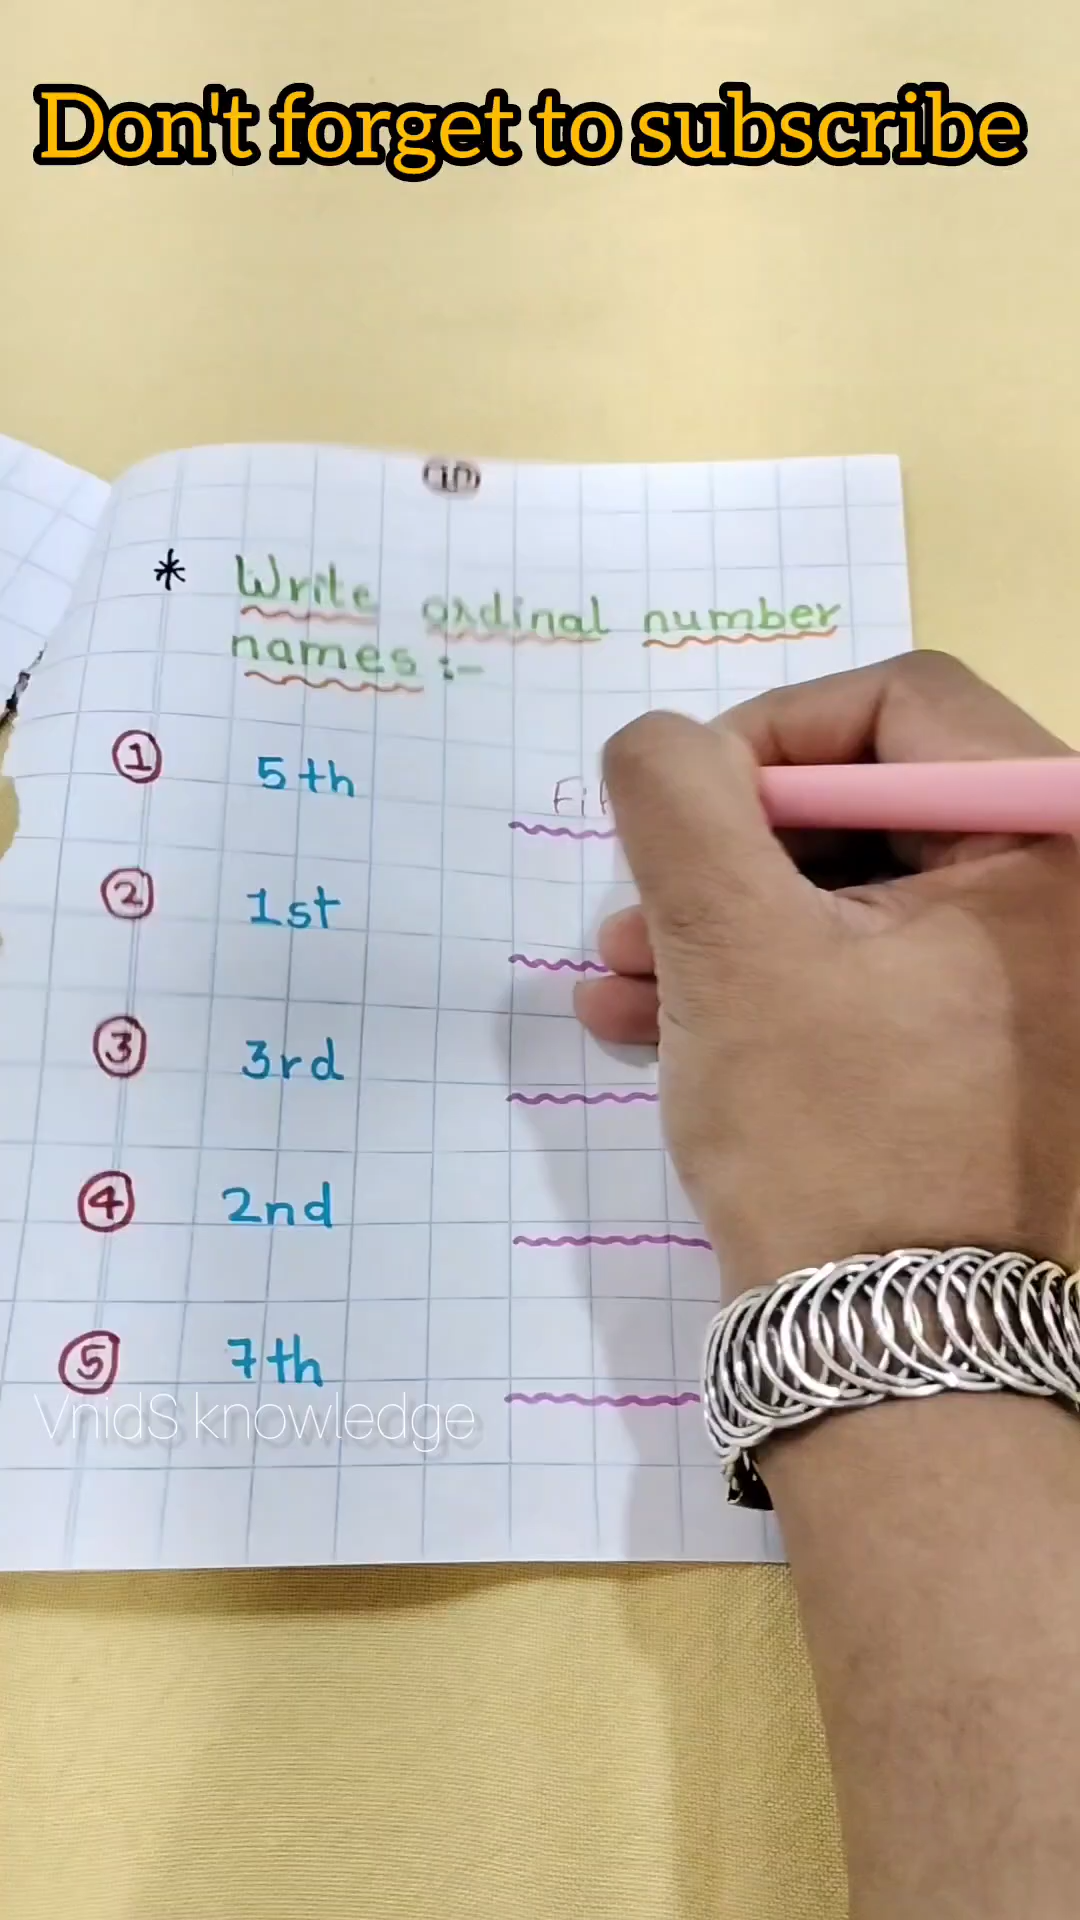 Don't forget to subscribe
* Write ordinal number
names :-
1 5th Fif
2 1st
3 3rd
4 2nd
5 7th
VnidS knowledge